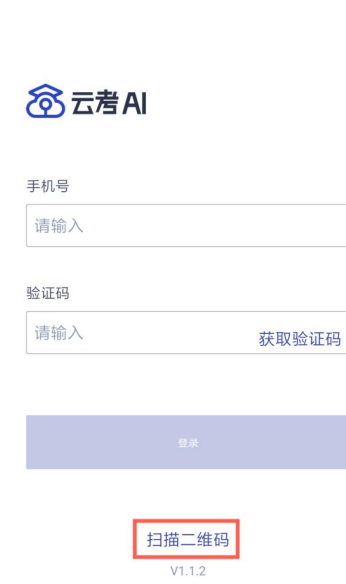 云考AI
手机号
请输入
验证码
请输入 获取验证码
登录
扫描二维码
V1.1.2